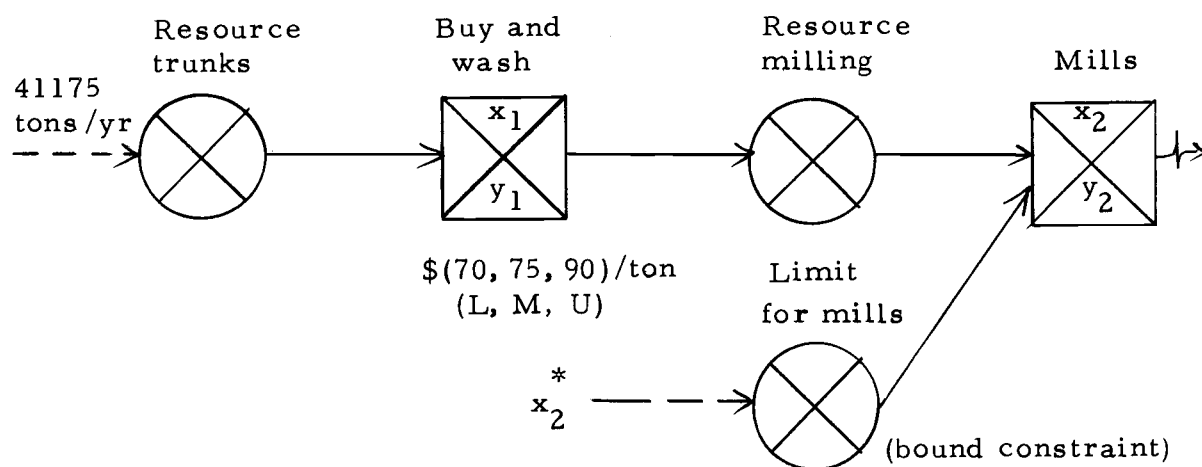 Resource
trunks
Buy and
wash
Resource
milling
Mills
41175
tons/yr
x1
y1
x2
y2
$(70, 75, 90)/ton
(L, M, U)
Limit
for mills
x2*
(bound constraint)